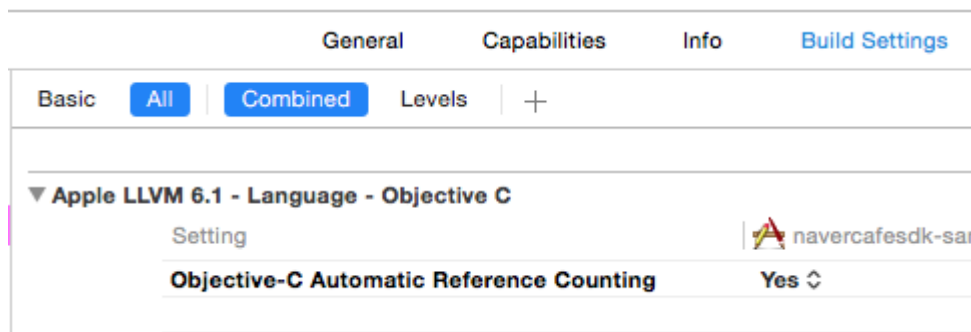 General Capabilities Info Build Settings
Basic All Combined Levels +
▼ Apple LLVM 6.1 - Language - Objective C
Setting navercafesdk-sar
Objective-C Automatic Reference Counting Yes